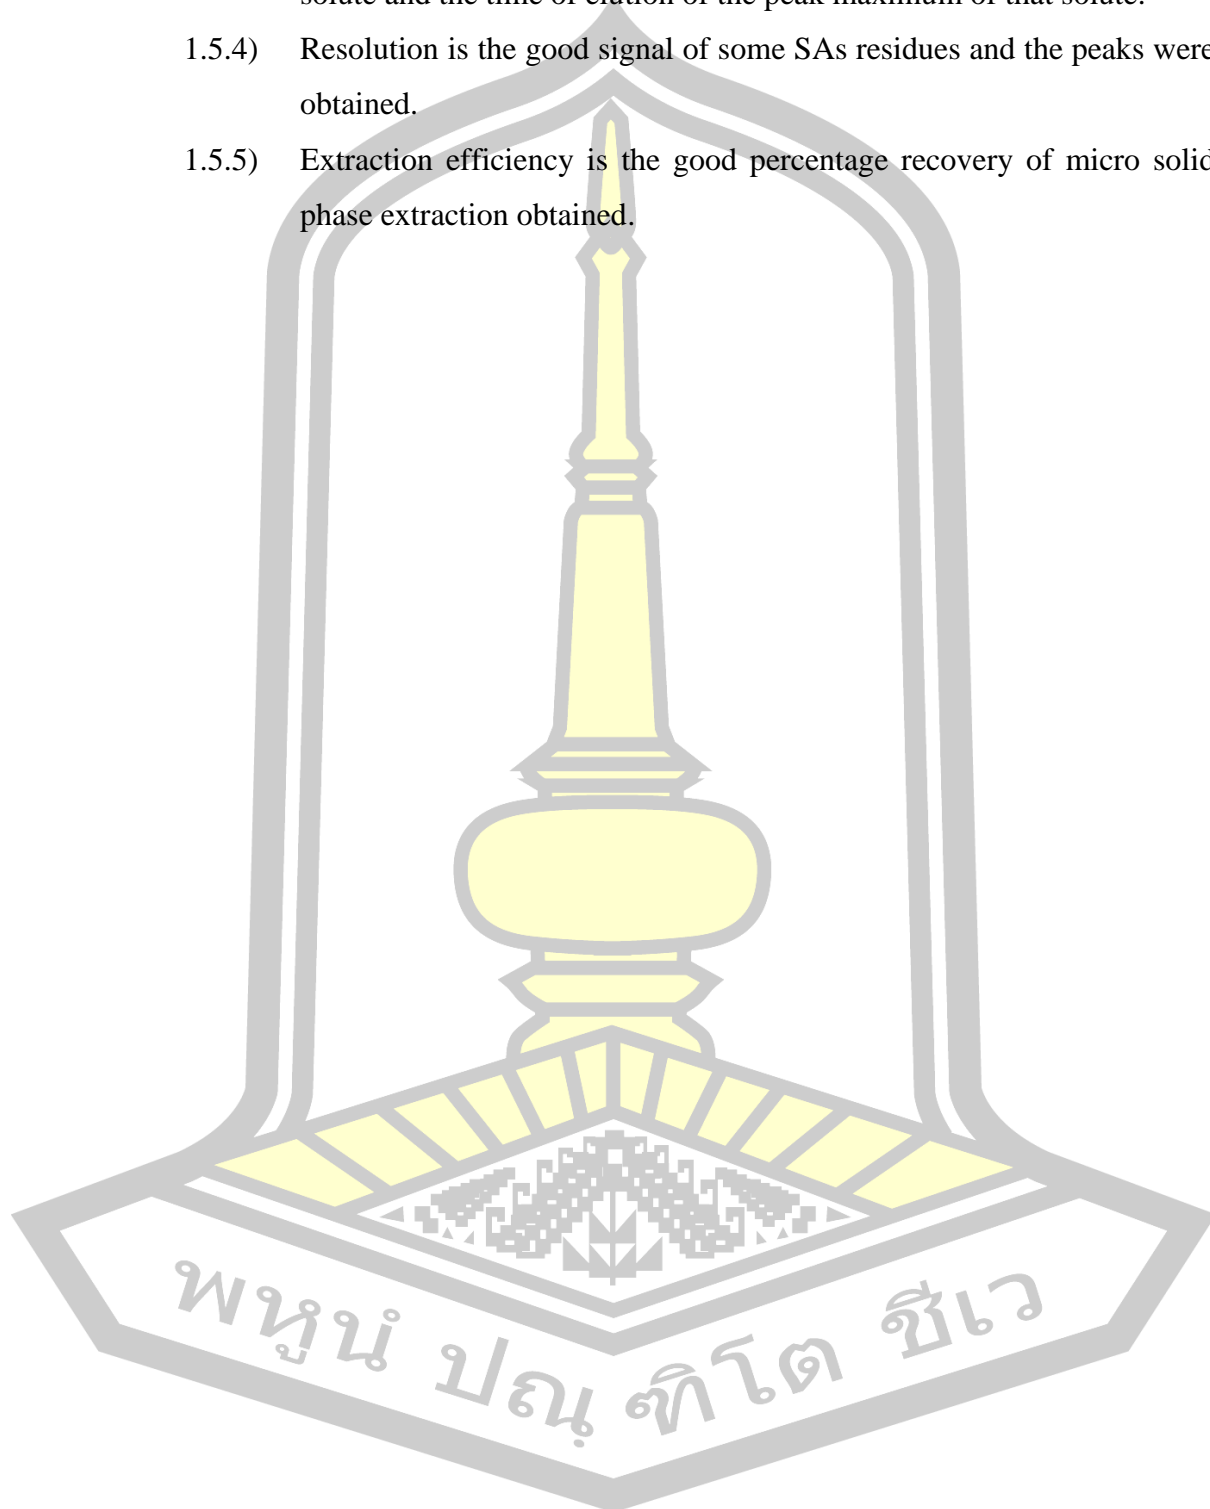 solute and the time of elution of the peak maximum of that solute.
1.5.4) Resolution is the good signal of some SAs residues and the peaks were
obtained.
1.5.5) Extraction efficiency is the good percentage recovery of micro solid
phase extraction obtained.
พหูนํ ปณฺฑิโต ชีเว